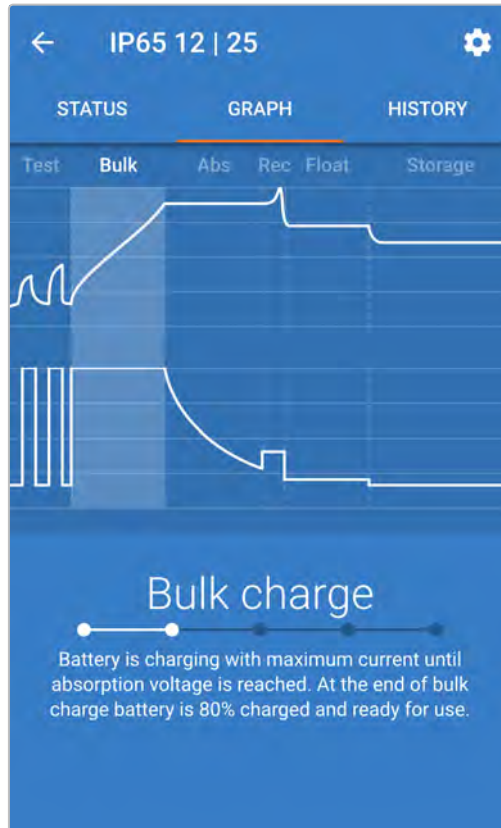 IP65 12 | 25
STATUS GRAPH HISTORY
Test Bulk Abs Rec Float Storage
Bulk charge
Battery is charging with maximum current until
absorption voltage is reached. At the end of bulk
charge battery is 80% charged and ready for use.